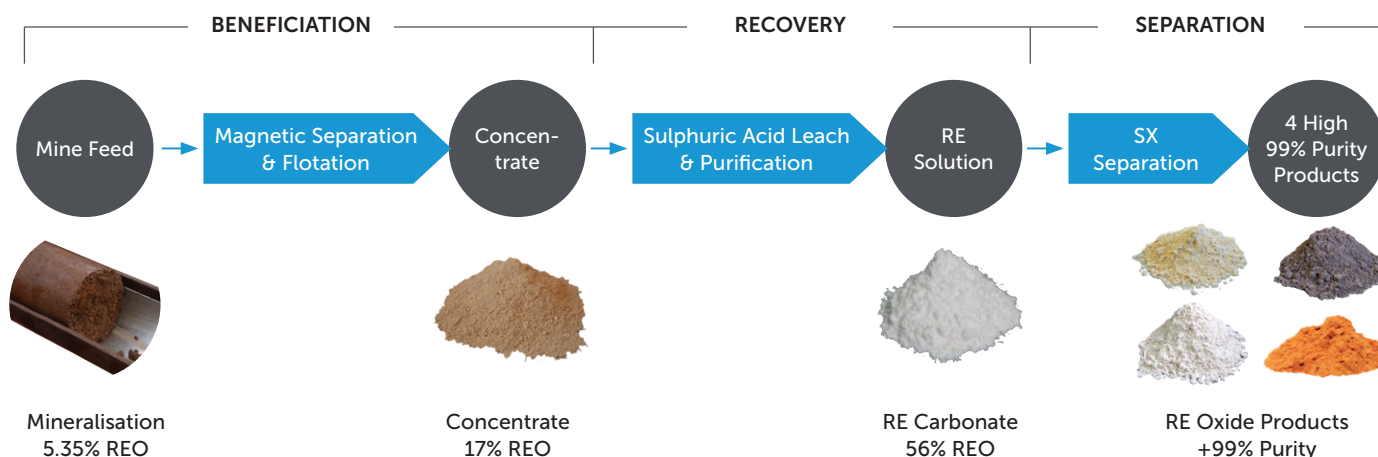 BENEFICIATION
RECOVERY
SEPARATION
Mine Feed
Magnetic Separation
& Flotation
Concen-
trate
Sulphuric Acid Leach
& Purification
RE
Solution
SX
Separation
4 High
99% Purity
Products
Mineralisation
5.35% REO
Concentrate
17% REO
RE Carbonate
56% REO
RE Oxide Products
+99% Purity